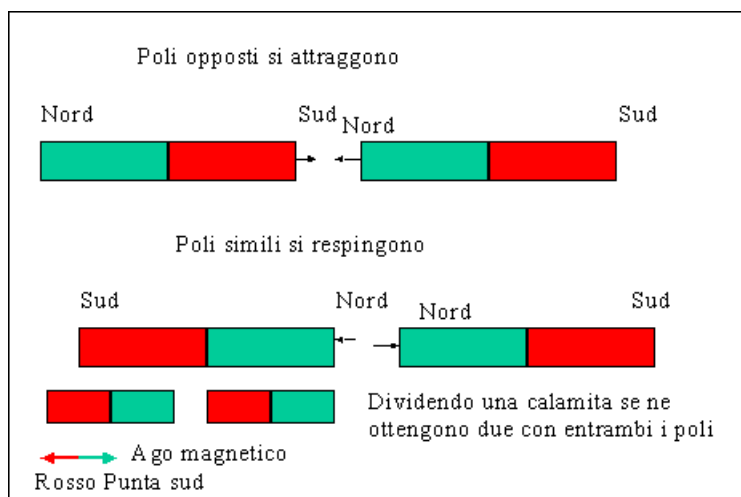 Poli opposti si attraggono
Nord Sud Nord Sud
Poli simili si respingono
Sud Nord Nord Sud
Dividendo una calamita se ne
ottengono due con entrambi i poli
Ago magnetico
Rosso Punta sud